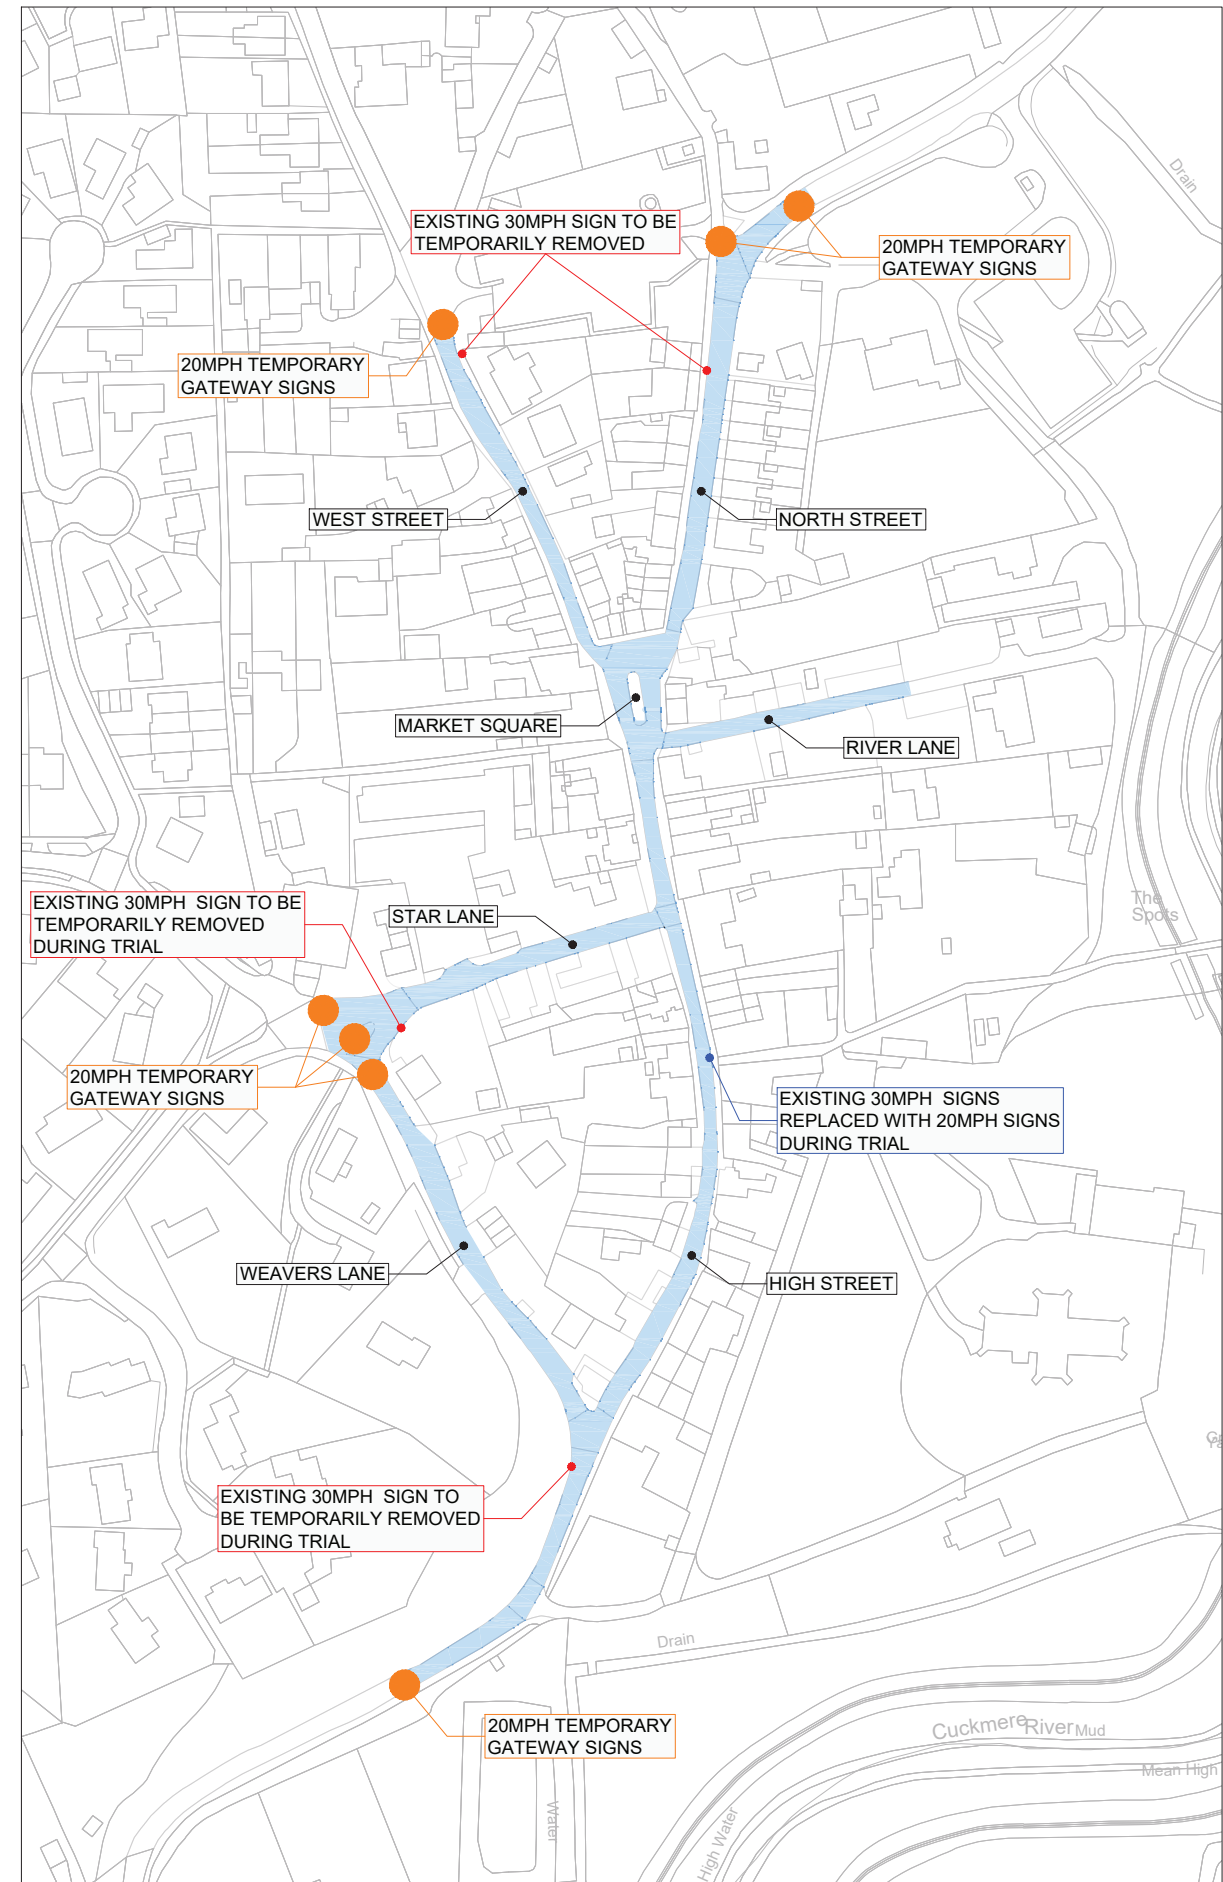 Drain
EXISTING 30MPH SIGN TO BE
TEMPORARILY REMOVED
20MPH TEMPORARY
GATEWAY SIGNS
20MPH TEMPORARY
GATEWAY SIGNS
WEST STREET
NORTH STREET
MARKET SQUARE
RIVER LANE
EXISTING 30MPH SIGN TO BE
TEMPORARILY REMOVED
DURING TRIAL
STAR LANE
The
Spots
20MPH TEMPORARY
GATEWAY SIGNS
EXISTING 30MPH SIGNS
REPLACED WITH 20MPH SIGNS
DURING TRIAL
WEAVERS LANE
HIGH STREET
EXISTING 30MPH SIGN TO
BE TEMPORARILY REMOVED
DURING TRIAL
Drain
20MPH TEMPORARY
GATEWAY SIGNS
Cuckmere River Mud
Mean High
Water
High Water